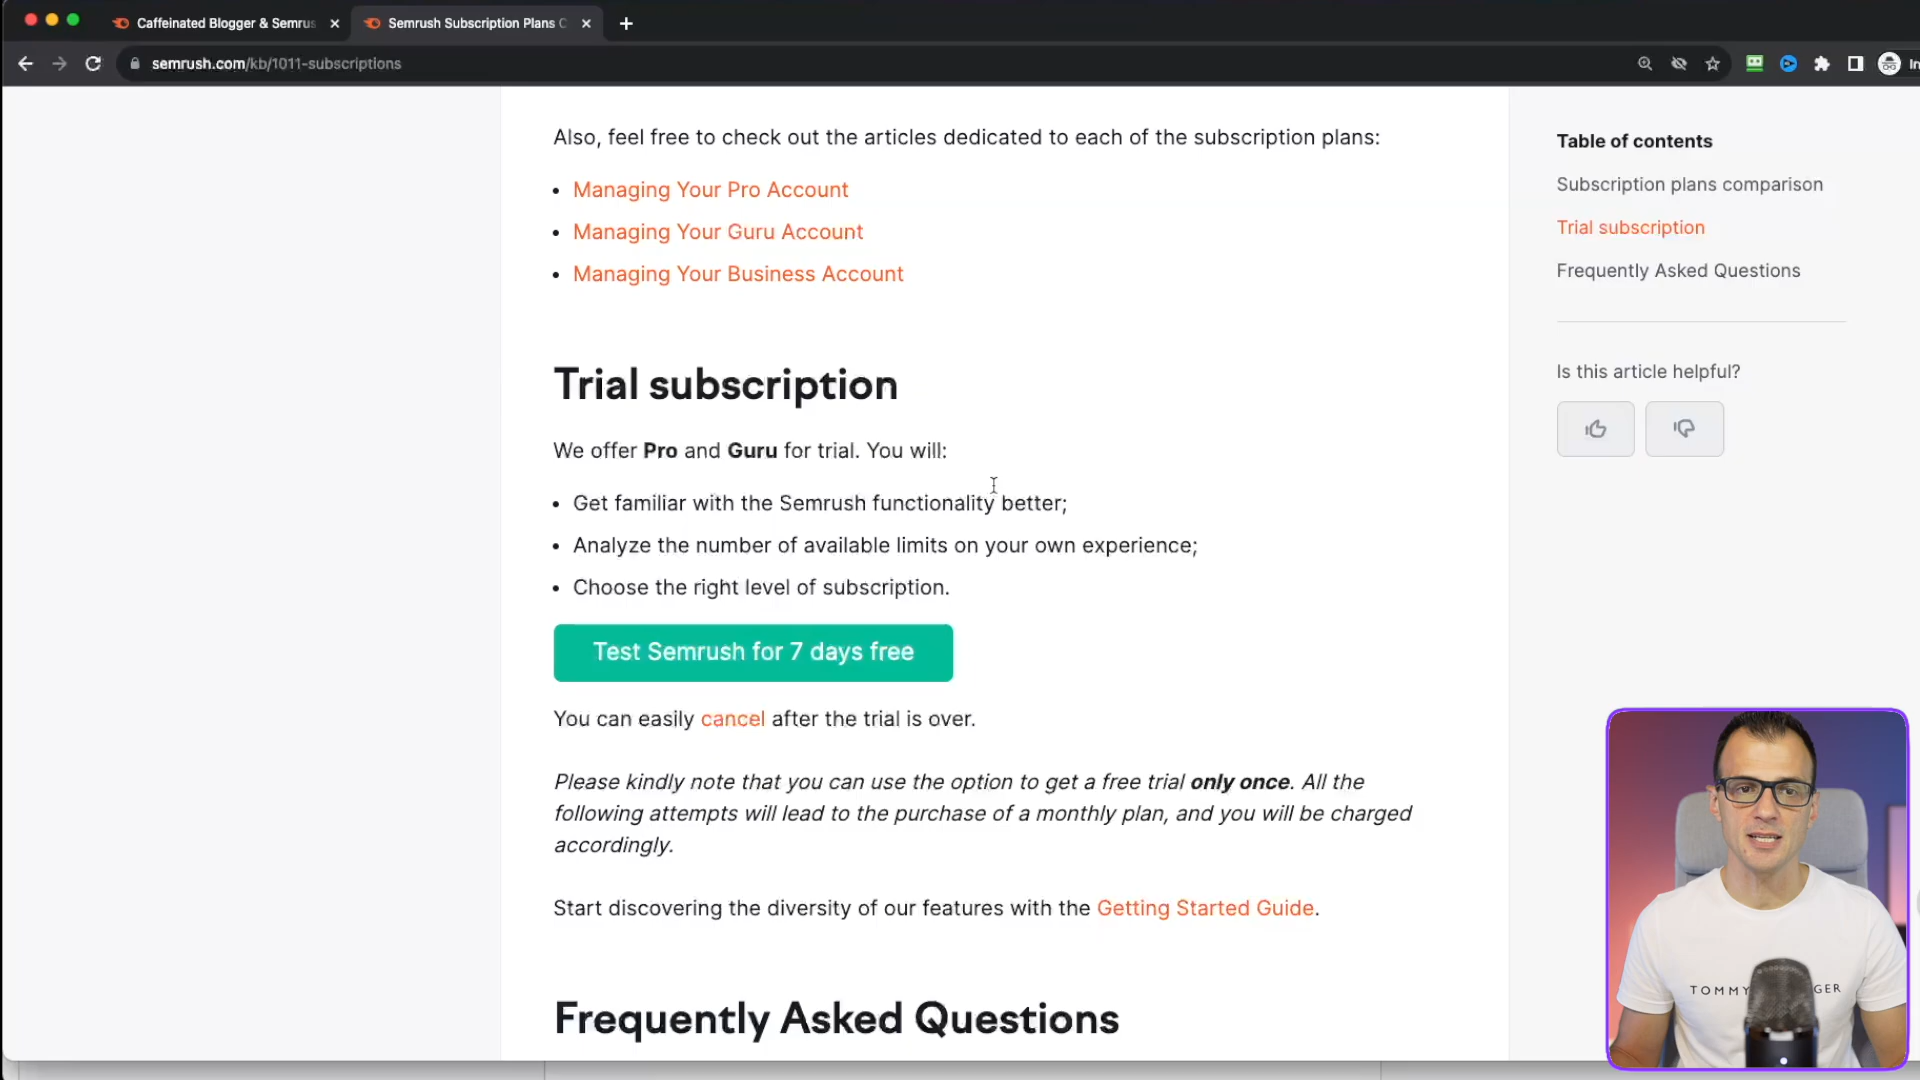 Caffeinated Blogger & Semrus
Semrush Subscription Plans C
semrush.com/kb/1011-subscriptions
In
Also, feel free to check out the articles dedicated to each of the subscription plans:
• Managing Your Pro Account
• Managing Your Guru Account
• Managing Your Business Account
Trial subscription
We offer Pro and Guru for trial. You will:
• Get familiar with the Semrush functionality better;
• Analyze the number of available limits on your own experience;
• Choose the right level of subscription.
Test Semrush for 7 days free
You can easily cancel after the trial is over.
Please kindly note that you can use the option to get a free trial only once. All the
following attempts will lead to the purchase of a monthly plan, and you will be charged
accordingly.
Start discovering the diversity of our features with the Getting Started Guide.
Frequently Asked Questions
Table of contents
Subscription plans comparison
Trial subscription
Frequently Asked Questions
Is this article helpful?
TOMMY GER